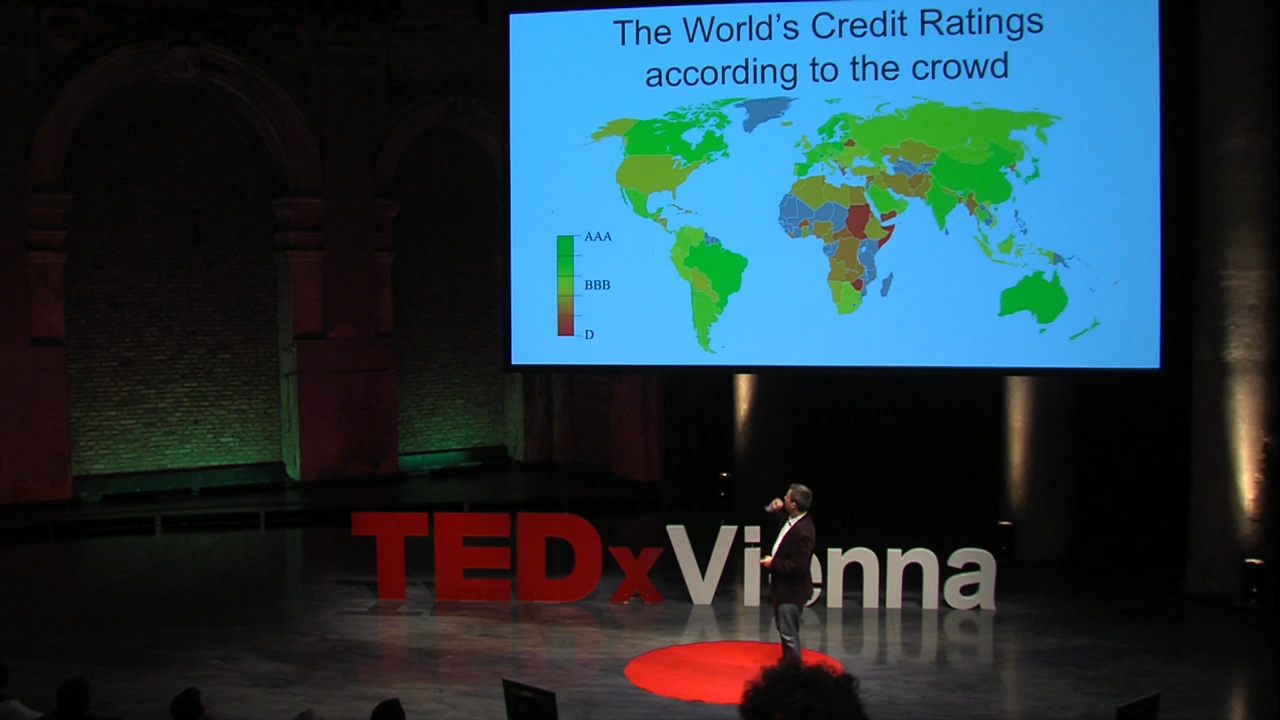 The World's Credit Ratings
according to the crowd
AAA
BBB
D
TEDxVienna